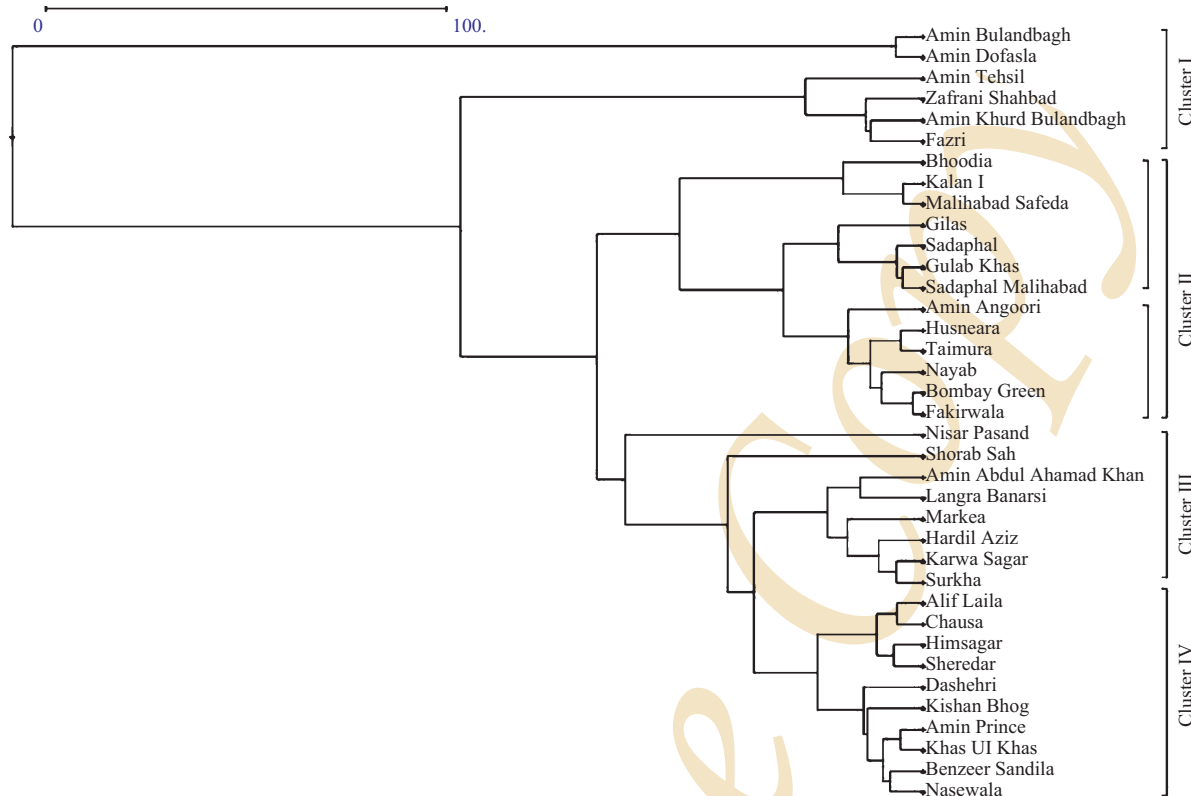 0 100.
Amin Bulandbagh
Amin Dofasla
Amin Tehsil
Zafrani Shahbad
Amin Khurd Bulandbagh
Fazri
Cluster I
Bhoodia
Kalan I
Malihabad Safeda
Gilas
Sadaphal
Gulab Khas
Sadaphal Malihabad
Amin Angoori
Husneara
Taimura
Nayab
Bombay Green
Fakirwala
Cluster II
Nisar Pasand
Shorab Sah
Amin Abdul Ahamad Khan
Langra Banarsi
Markea
Hardil Aziz
Karwa Sagar
Surkha
Cluster III
Alif Laila
Chausa
Himsagar
Sheredar
Dashehri
Kishan Bhog
Amin Prince
Khas UI Khas
Benzeer Sandila
Nasewala
Cluster IV
e Copy